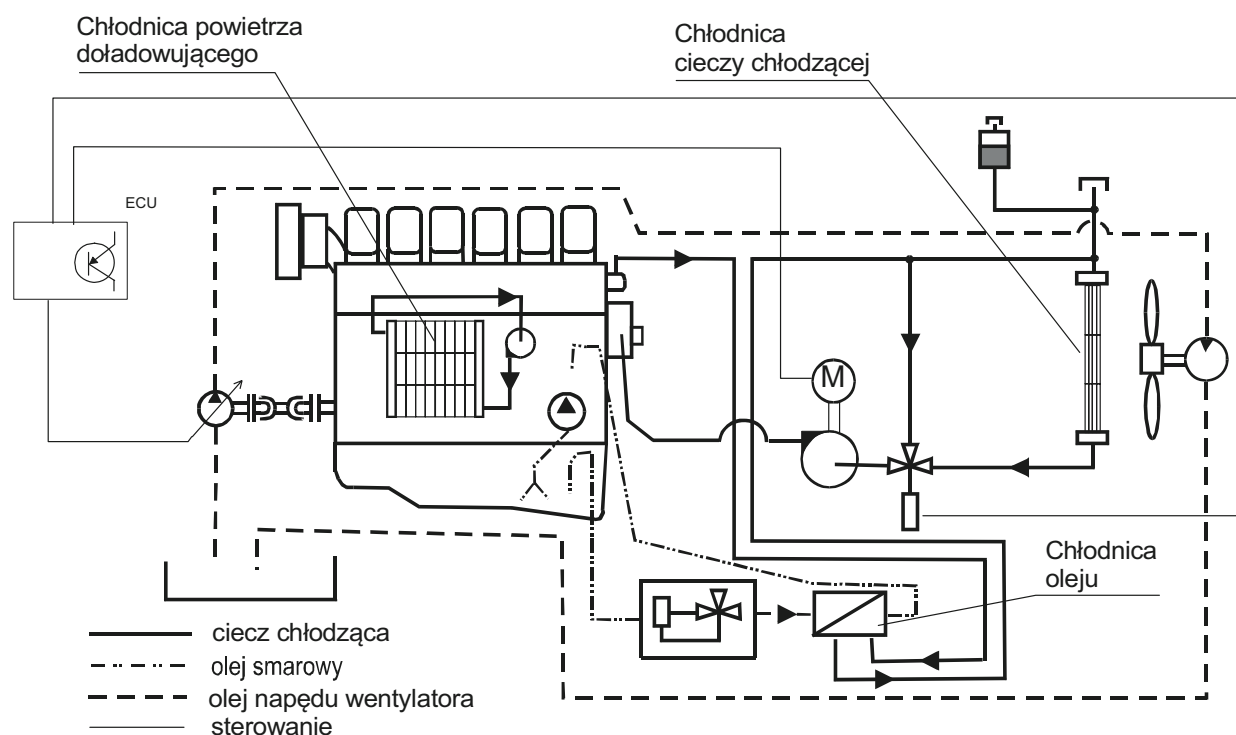 Chłodnica powietrza
doładowującego
Chłodnica
cieczy chłodzącej
ECU
M
Chłodnica
oleju
ciecz chłodząca
olej smarowy
olej napędu wentylatora
sterowanie